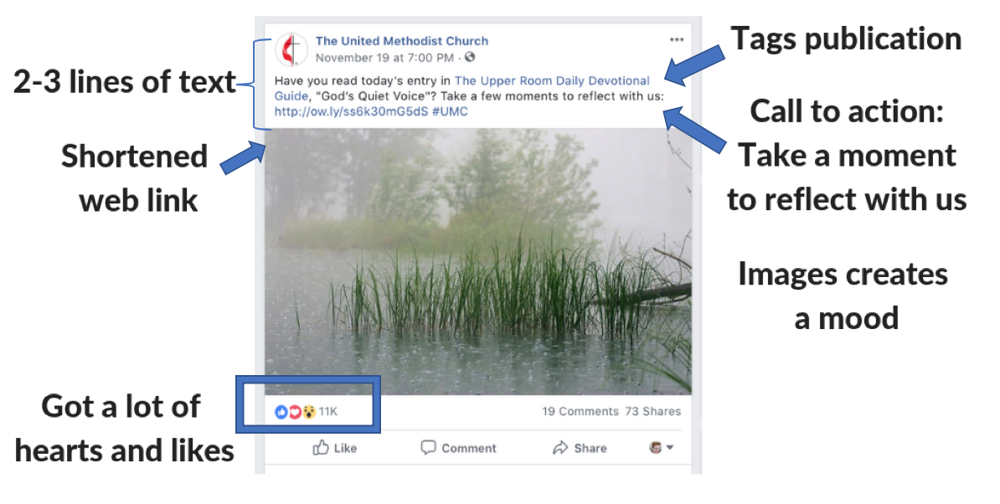 2-3 lines of text
Shortened
web link
Got a lot of
hearts and likes
The United Methodist Church
November 19 at 7:00 PM ·
Have you read today's entry in The Upper Room Daily Devotional
Guide, "God's Quiet Voice"? Take a few moments to reflect with us:
http://ow.ly/ss6k30mG5dS #UMC
11K
19 Comments 73 Shares
Like Comment Share
Tags publication
Call to action:
Take a moment
to reflect with us
Images creates
a mood